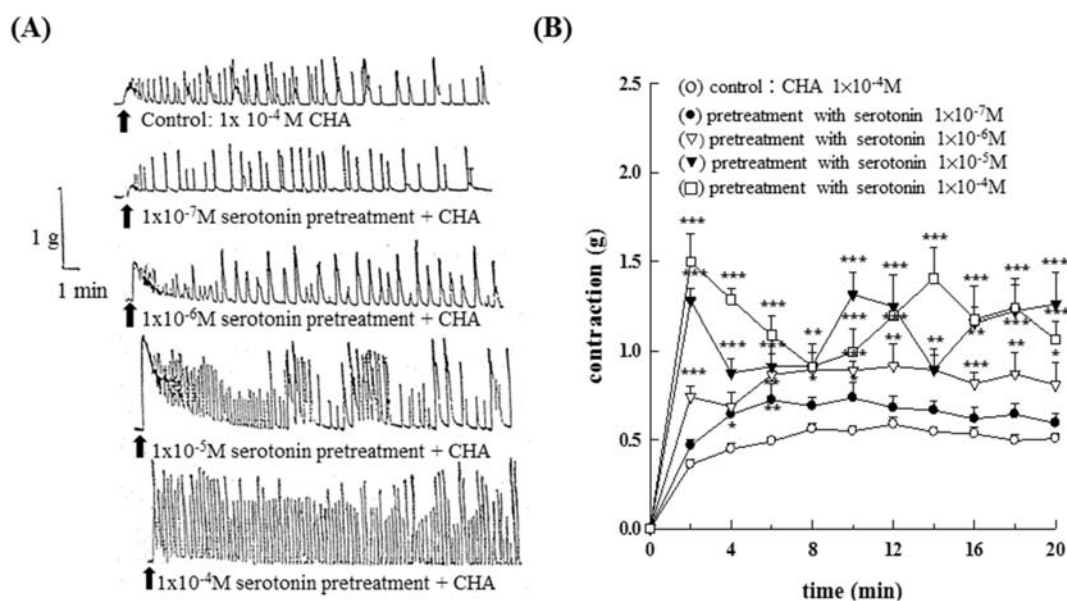 (A)
Control: 1x 10⁻⁴ M CHA
1x10⁻⁷M serotonin pretreatment + CHA
1 g
1 min
1x10⁻⁶M serotonin pretreatment + CHA
1x10⁻⁵M serotonin pretreatment + CHA
1x10⁻⁴M serotonin pretreatment + CHA
(B)
(○) control : CHA 1×10⁻⁴M
(●) pretreatment with serotonin 1×10⁻⁷M
(▽) pretreatment with serotonin 1×10⁻⁶M
(▼) pretreatment with serotonin 1×10⁻⁵M
(□) pretreatment with serotonin 1×10⁻⁴M
contraction (g)
2.5
2.0
1.5
1.0
0.5
0.0
0 4 8 12 16 20
time (min)